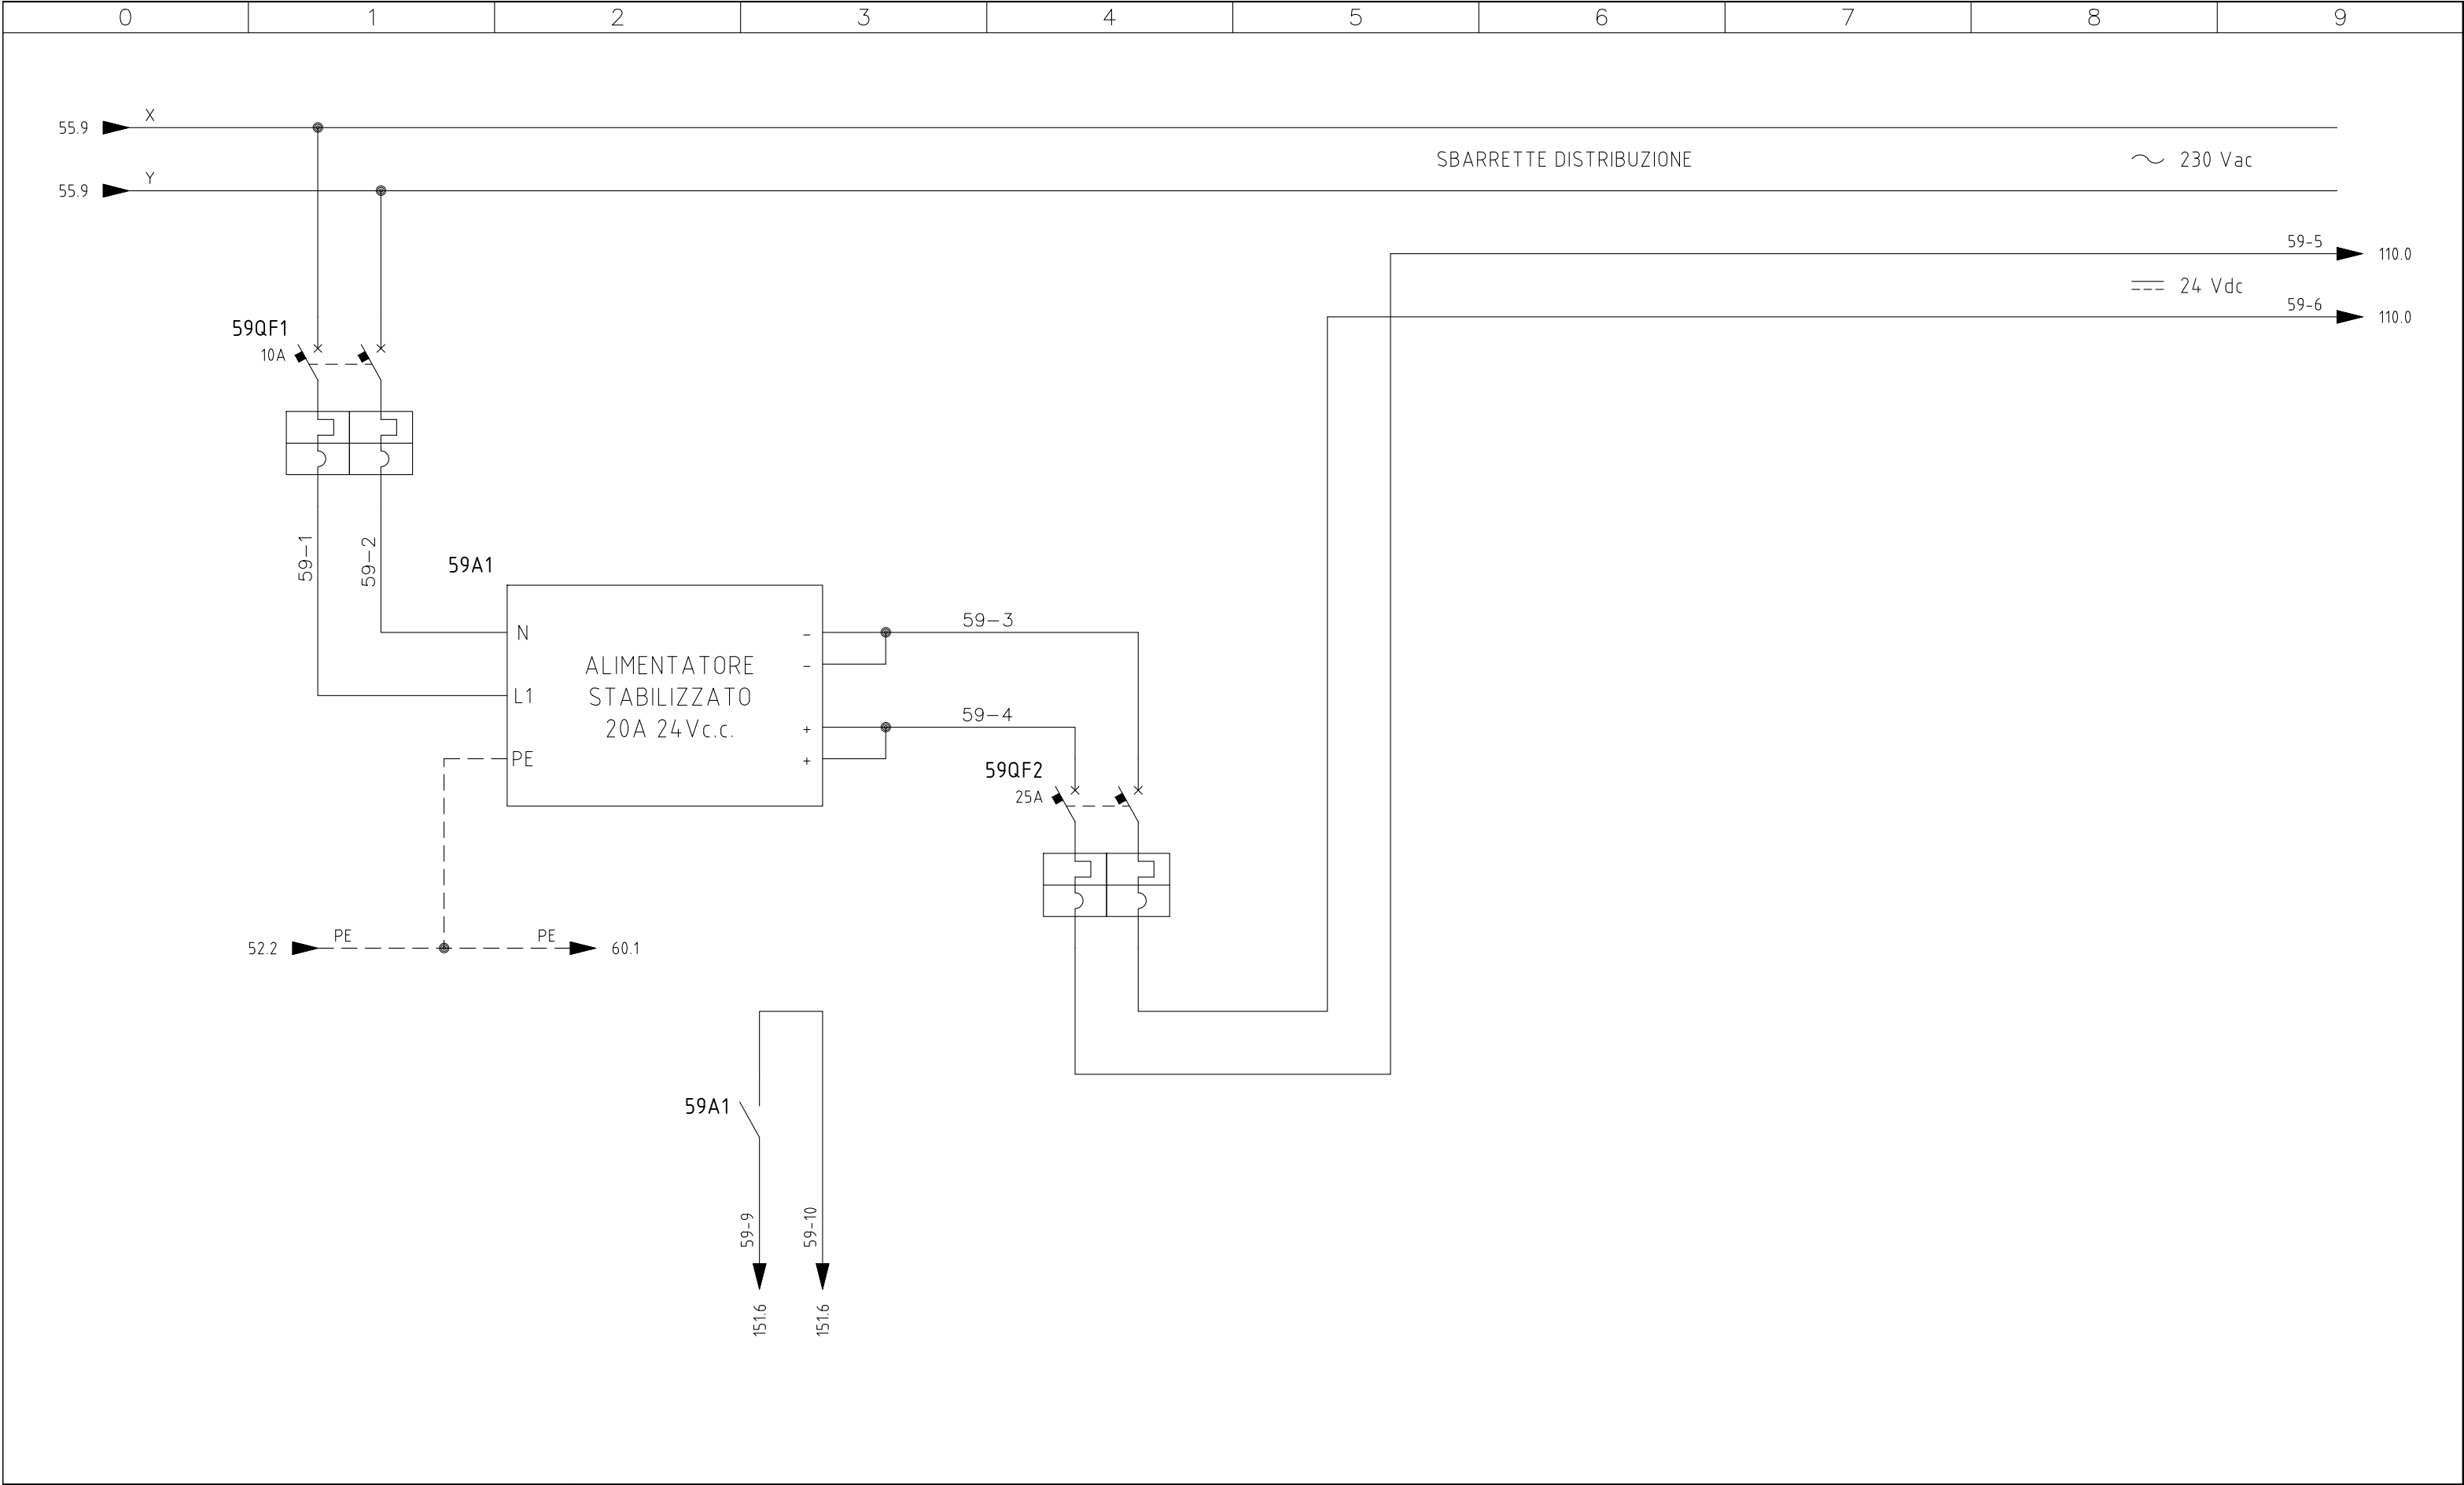 0 1 2 3 4 5 6 7 8 9
55.9 X
SBARRETTE DISTRIBUZIONE 230 Vac
55.9 Y
59-5 110.0
24 Vdc
59-6 110.0
59QF1
10A
59-1
59-2
59A1
N
L1
PE
ALIMENTATORE
STABILIZZATO
20A 24Vc.c.
-
-
+
+
59-3
59-4
59QF2
25A
52.2 PE PE 60.1
59A1
59-9
59-10
151.6
151.6